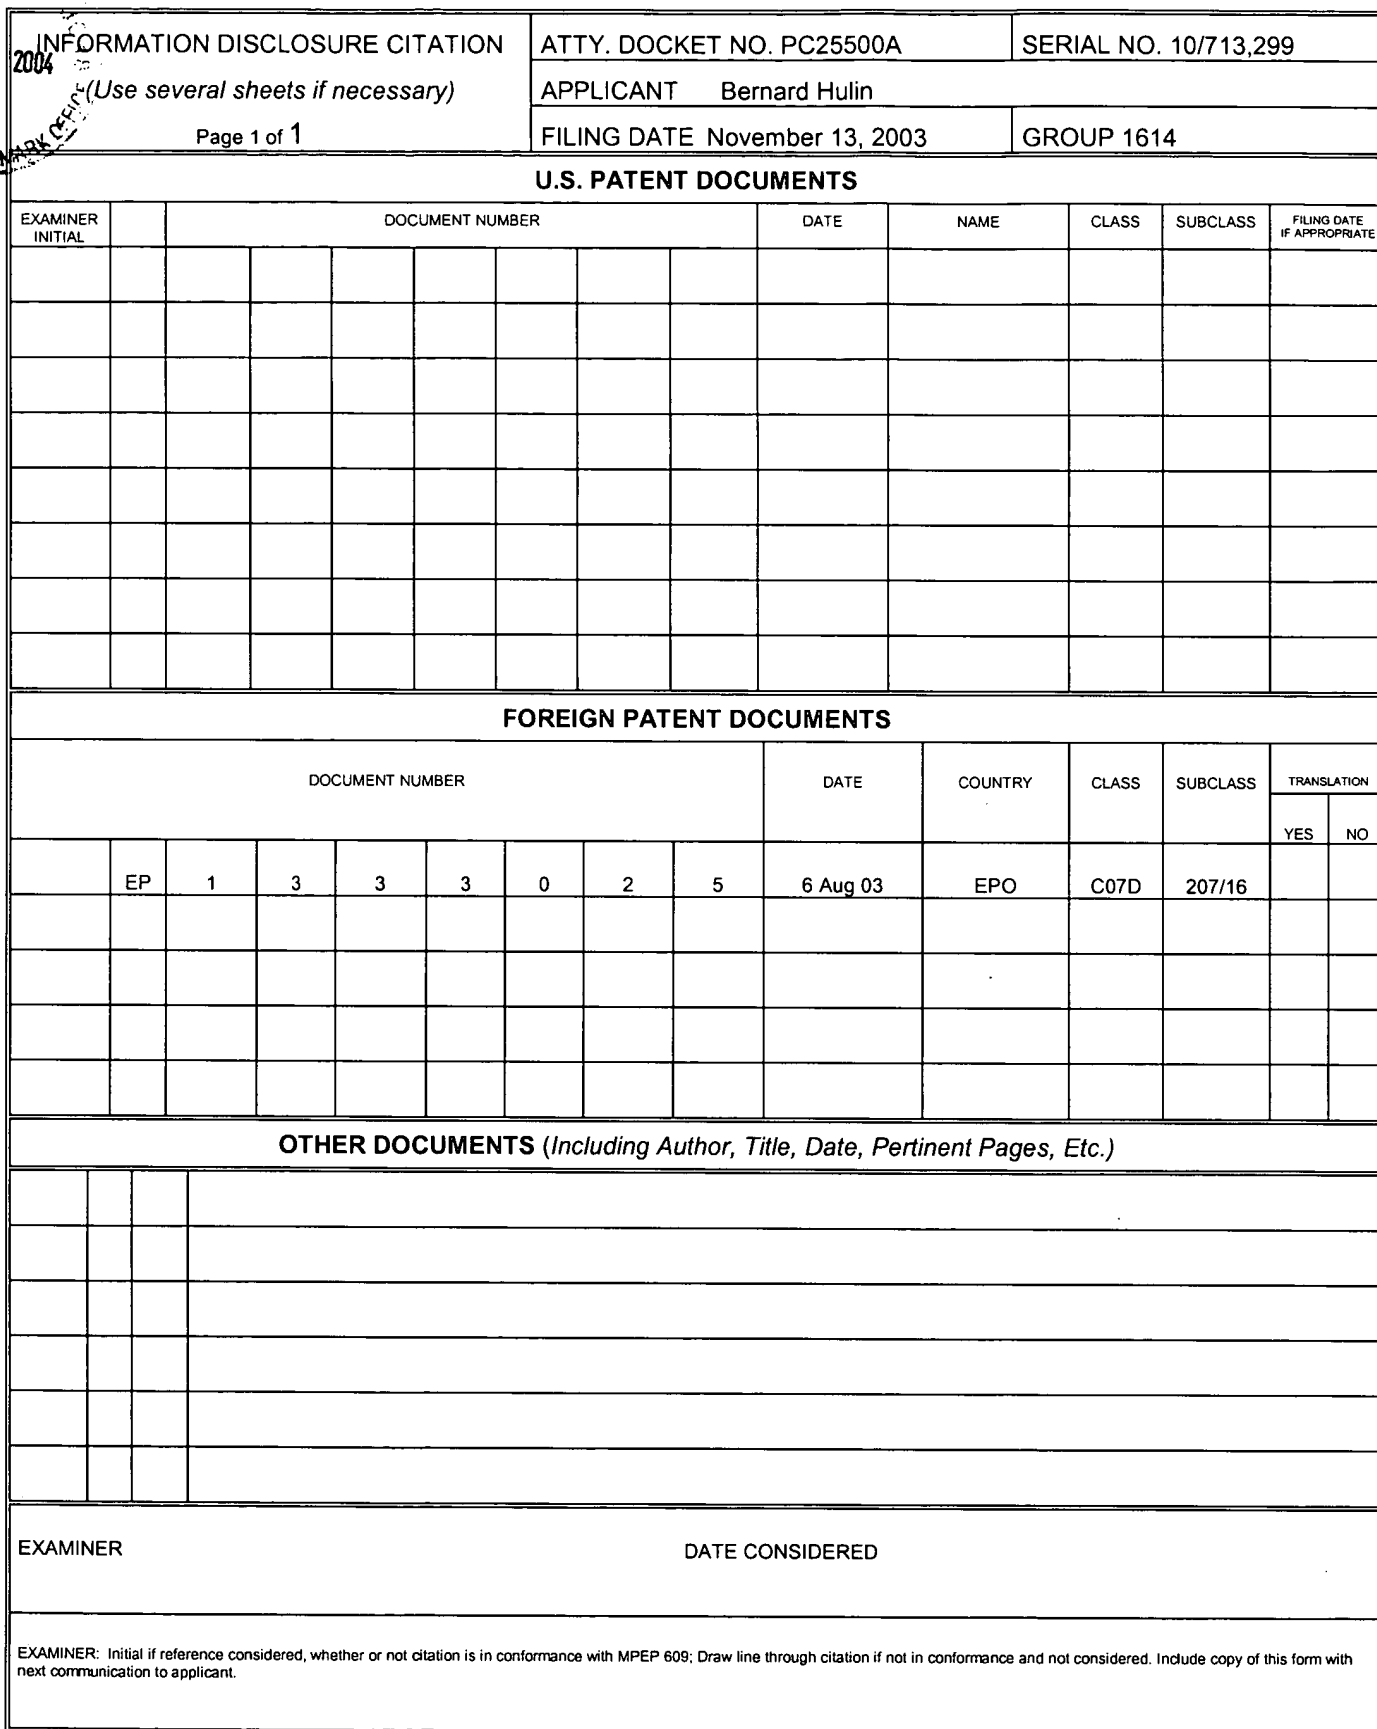 INFORMATION DISCLOSURE CITATION
2004
(Use several sheets if necessary)
Page 1 of 1
ATTY. DOCKET NO. PC25500A
SERIAL NO. 10/713,299
APPLICANT Bernard Hulin
FILING DATE November 13, 2003
GROUP 1614
U.S. PATENT DOCUMENTS
EXAMINER INITIAL DOCUMENT NUMBER DATE NAME CLASS SUBCLASS FILING DATE IF APPROPRIATE
FOREIGN PATENT DOCUMENTS
DOCUMENT NUMBER DATE COUNTRY CLASS SUBCLASS TRANSLATION
YES NO
EP 1 3 3 3 0 2 5 6 Aug 03 EPO C07D 207/16
OTHER DOCUMENTS (Including Author, Title, Date, Pertinent Pages, Etc.)
EXAMINER DATE CONSIDERED
EXAMINER: Initial if reference considered, whether or not citation is in conformance with MPEP 609; Draw line through citation if not in conformance and not considered. Include copy of this form with
next communication to applicant.